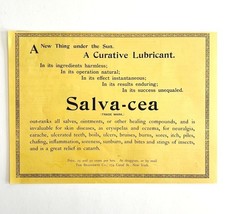 A New Thing under the Sun.
A Curative Lubricant.
In its ingredients harmless;
In its operation natural;
In its effect instantaneous;
In its results enduring;
In its success unequaled.
Salva-cea
(TRADE MARK)
out-ranks all salves, ointments, or other healing compounds, and is
invaluable for skin diseases, in erysipelas and eczema, for neuralgia,
earache, ulcerated teeth, boils, ulcers, bruises, burns, sores, itch, piles,
chafing, inflammation, soreness, sunburn, and bites and stings of insects,
and is a great relief in catarrh.